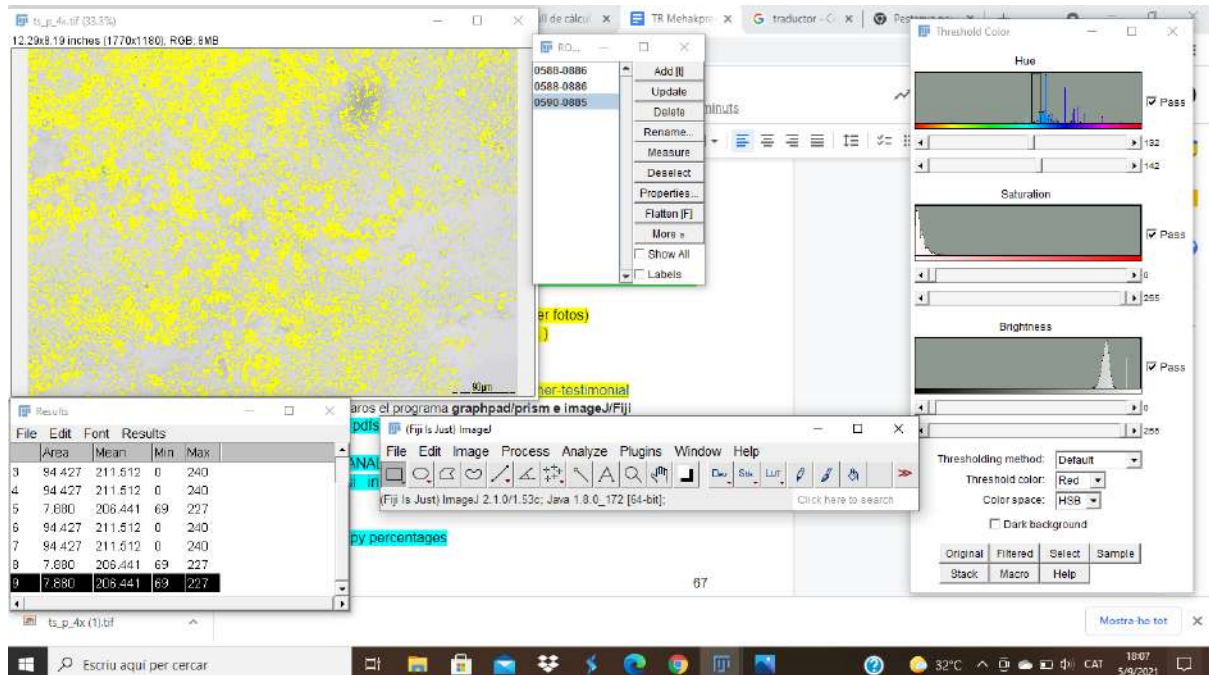 ts_p_4x.tif (33.3%)
12.29x8.19 inches (1770x1180); RGB; 8MB
90μm
RO...
0588-0886
0588-0886
0590-0885
Add [t]
Update
Delete
Rename...
Measure
Deselect
Properties...
Flatten [F]
More »
Show All
Labels
TR Mehakpre
traductor - C
minuts
er fotos)
)
ner-testimonial
aros el programa graphpad/prism e imageJ/Fiji
pdfs
py percentages
67
Threshold Color
Hue
Pass
132
142
Saturation
Pass
0
255
Brightness
Pass
0
255
Thresholding method: Default
Threshold color: Red
Color space: HSB
Dark background
Original Filtered Select Sample
Stack Macro Help
Results
File Edit Font Results
Area Mean Min Max
3 94.427 211.512 0 240
4 94.427 211.512 0 240
5 7.880 206.441 69 227
6 94.427 211.512 0 240
7 94.427 211.512 0 240
8 7.880 206.441 69 227
9 7.880 206.441 69 227
(Fiji Is Just) ImageJ
File Edit Image Process Analyze Plugins Window Help
Dev Stk LUT
(Fiji Is Just) ImageJ 2.1.0/1.53c; Java 1.8.0_172 [64-bit];
Click here to search
ts_p_4x (1).tif
Mostra-ho tot
Escriu aquí per cercar
32°C
CAT
18:07
5/9/2021